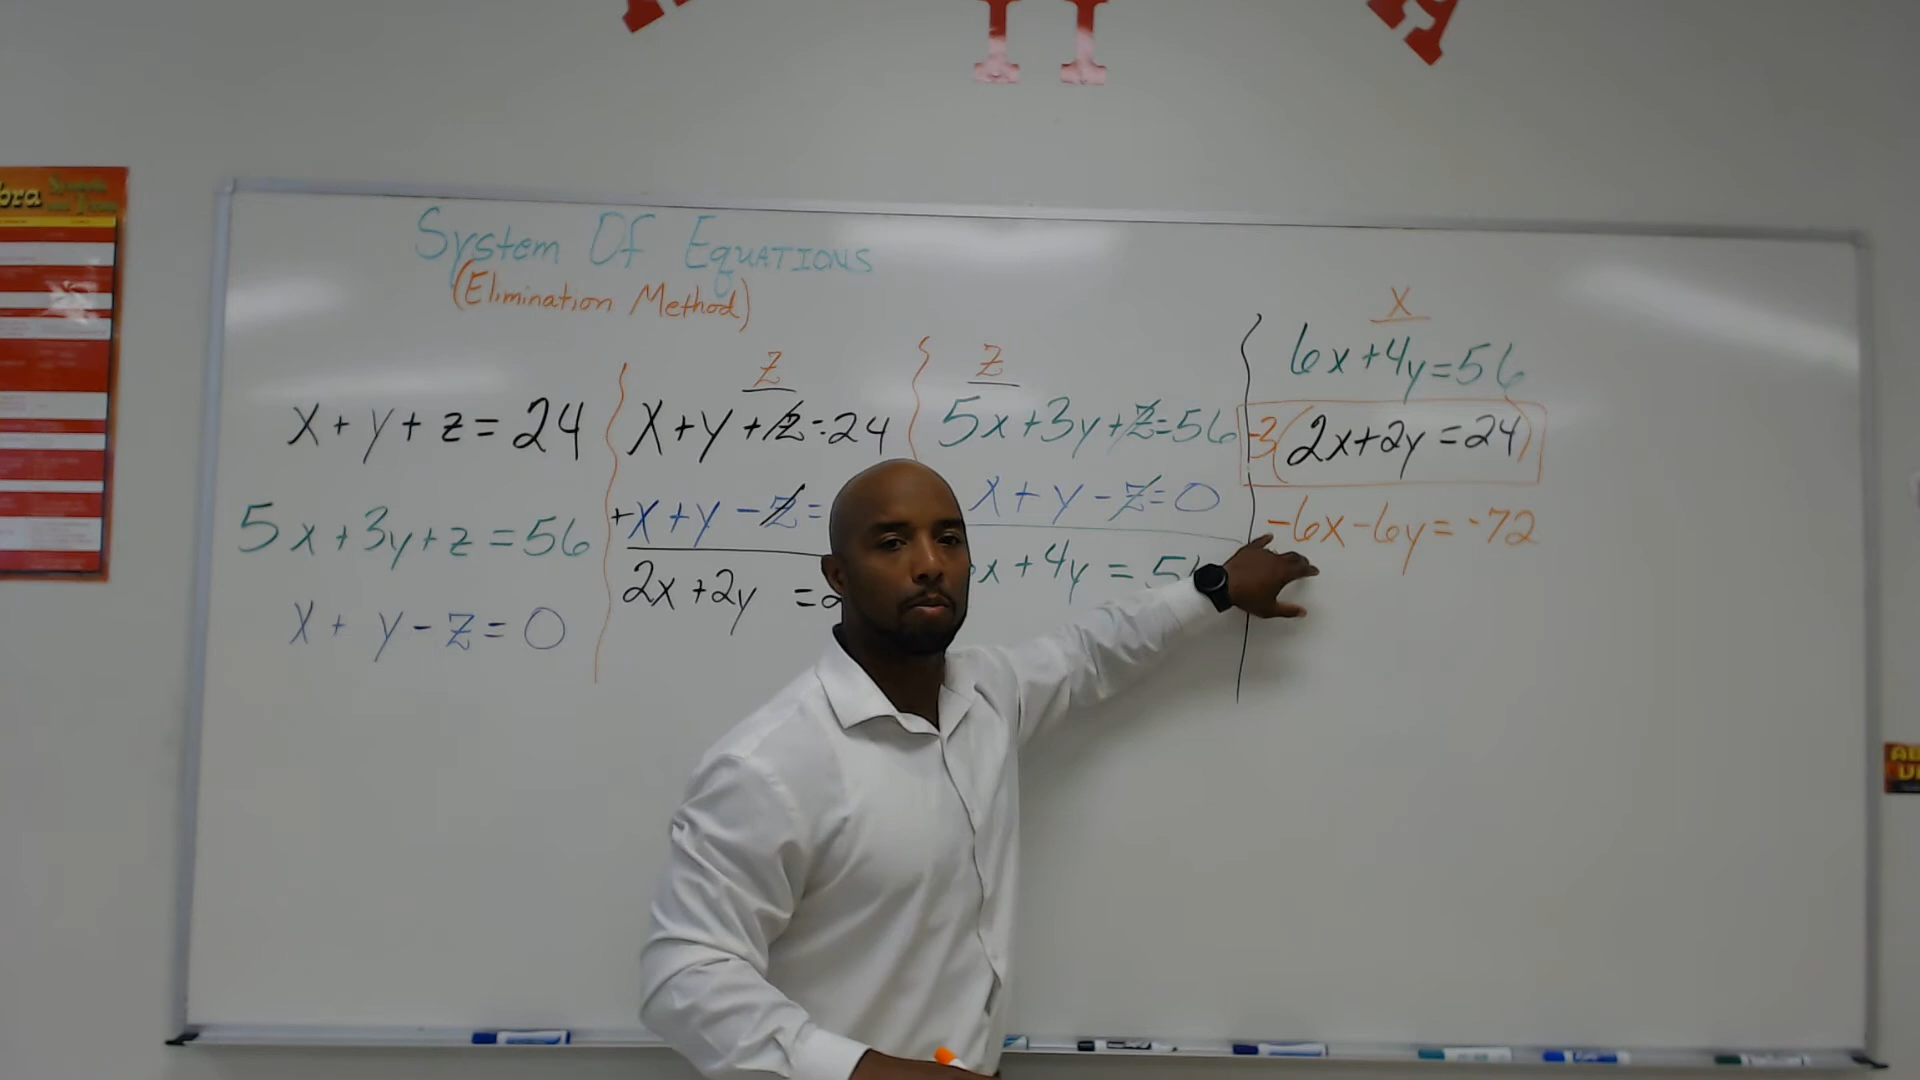 System Of Equations
(Elimination Method)
x + y + z = 24
5x + 3y + z = 56
x + y - z = 0
z
x + y + z = 24
+x + y - z =
2x + 2y =
z
5x + 3y + z = 56
x + y - z = 0
x + 4y = 5
x
6x + 4y = 56
-3(2x + 2y = 24)
-6x - 6y = -72